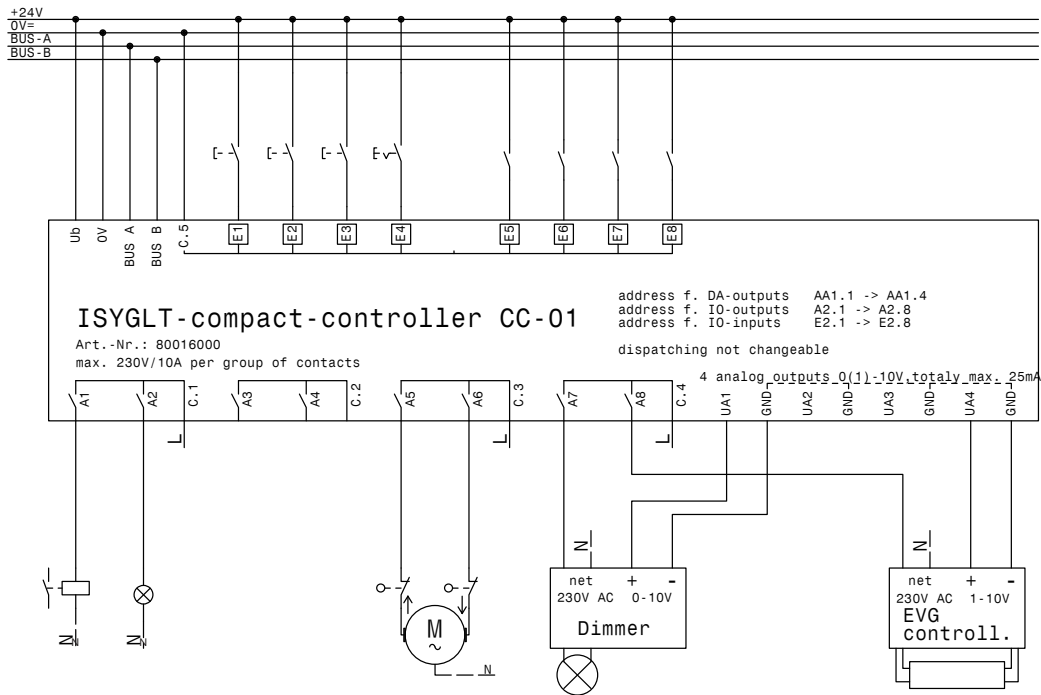 +24V
0V=
BUS-A
BUS-B
Ub
0V
BUS A
BUS B
C.5
E1
E2
E3
E4
E5
E6
E7
E8
ISYGLT-compact-controller CC-01
Art.-Nr.: 80016000
max. 230V/10A per group of contacts
address f. DA-outputs AA1.1 -> AA1.4
address f. IO-outputs A2.1 -> A2.8
address f. IO-inputs E2.1 -> E2.8
dispatching not changeable
4 analog outputs 0(1)-10V,totaly max. 25mA
A1
A2
C.1
A3
A4
C.2
A5
A6
C.3
A7
A8
C.4
UA1
GND
UA2
GND
UA3
GND
UA4
GND
L
L
L
N
N
net + -
230V AC 0-10V
Dimmer
net + -
230V AC 1-10V
EVG
controll.
M
~
N
N
N
N
N